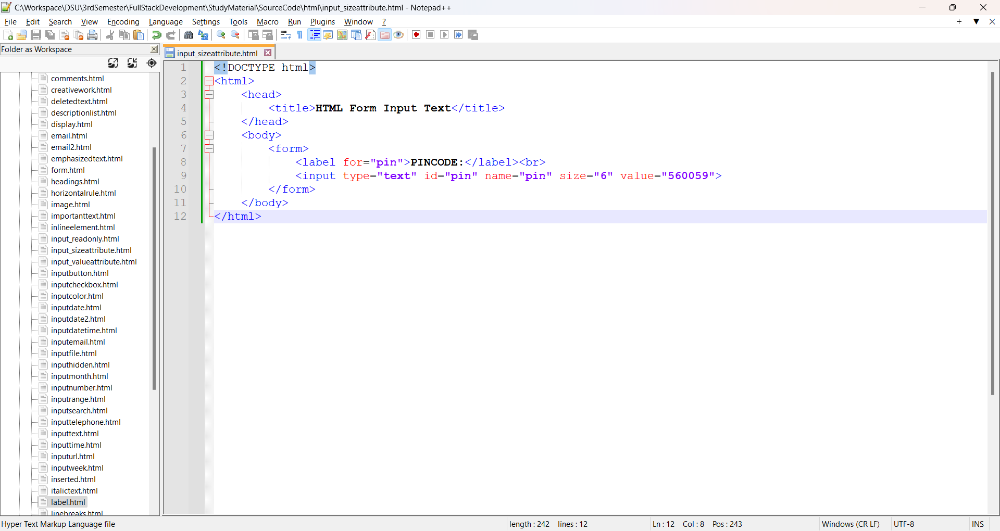 C:\Workspace\DSU\3rdSemester\FullStackDevelopment\StudyMaterial\SourceCode\html\input_sizeattribute.html - Notepad++
File Edit Search View Encoding Language Settings Tools Macro Run Plugins Window ?
Folder as Workspace
comments.html
creativework.html
deletedtext.html
descriptionlist.html
display.html
email.html
email2.html
emphasizedtext.html
form.html
headings.html
horizontalrule.html
image.html
importanttext.html
inlineelement.html
input_readonly.html
input_sizeattribute.html
input_valueattribute.html
inputbutton.html
inputcheckbox.html
inputcolor.html
inputdate.html
inputdate2.html
inputdatetime.html
inputemail.html
inputfile.html
inputhidden.html
inputmonth.html
inputnumber.html
inputrange.html
inputsearch.html
inputtelephone.html
inputtext.html
inputtime.html
inputurl.html
inputweek.html
inserted.html
italictext.html
label.html
linebreaks.html
input_sizeattribute.html
1 <!DOCTYPE html>
2 <html>
3 <head>
4 <title>HTML Form Input Text</title>
5 </head>
6 <body>
7 <form>
8 <label for="pin">PINCODE:</label><br>
9 <input type="text" id="pin" name="pin" size="6" value="560059">
10 </form>
11 </body>
12 </html>
Hyper Text Markup Language file length : 242 lines : 12 Ln : 12 Col : 8 Pos : 243 Windows (CR LF) UTF-8 INS